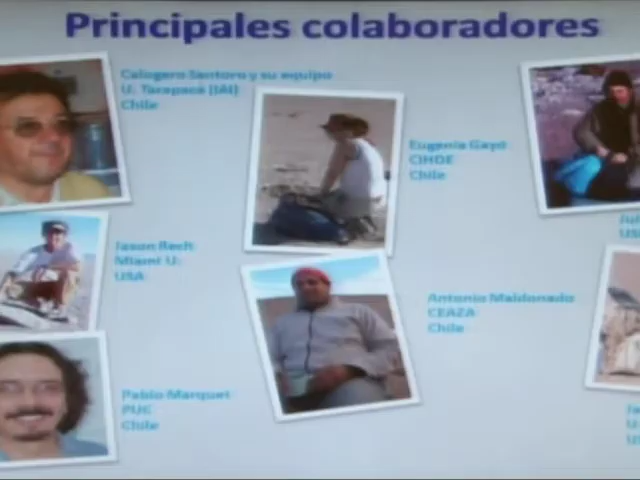 Principales colaboradores
Calogero Santoro y su equipo
U. Tarapacá (IAI)
Chile
Eugenia Gayo
CIHDE
Chile
Jason Rech
Miami U.
USA
Antonio Maldonado
CEAZA
Chile
Pablo Marquet
PUC
Chile